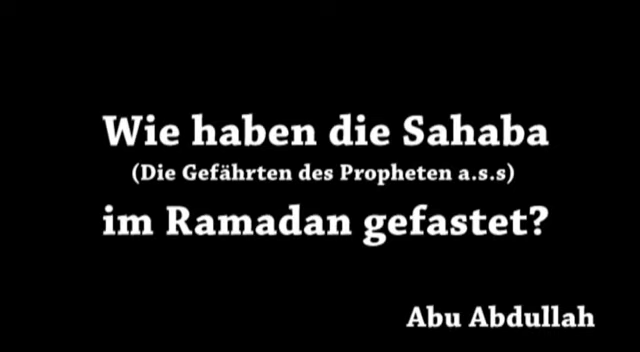 Wie haben die Sahaba
(Die Gefährten des Propheten a.s.s)
im Ramadan gefastet?
Abu Abdullah